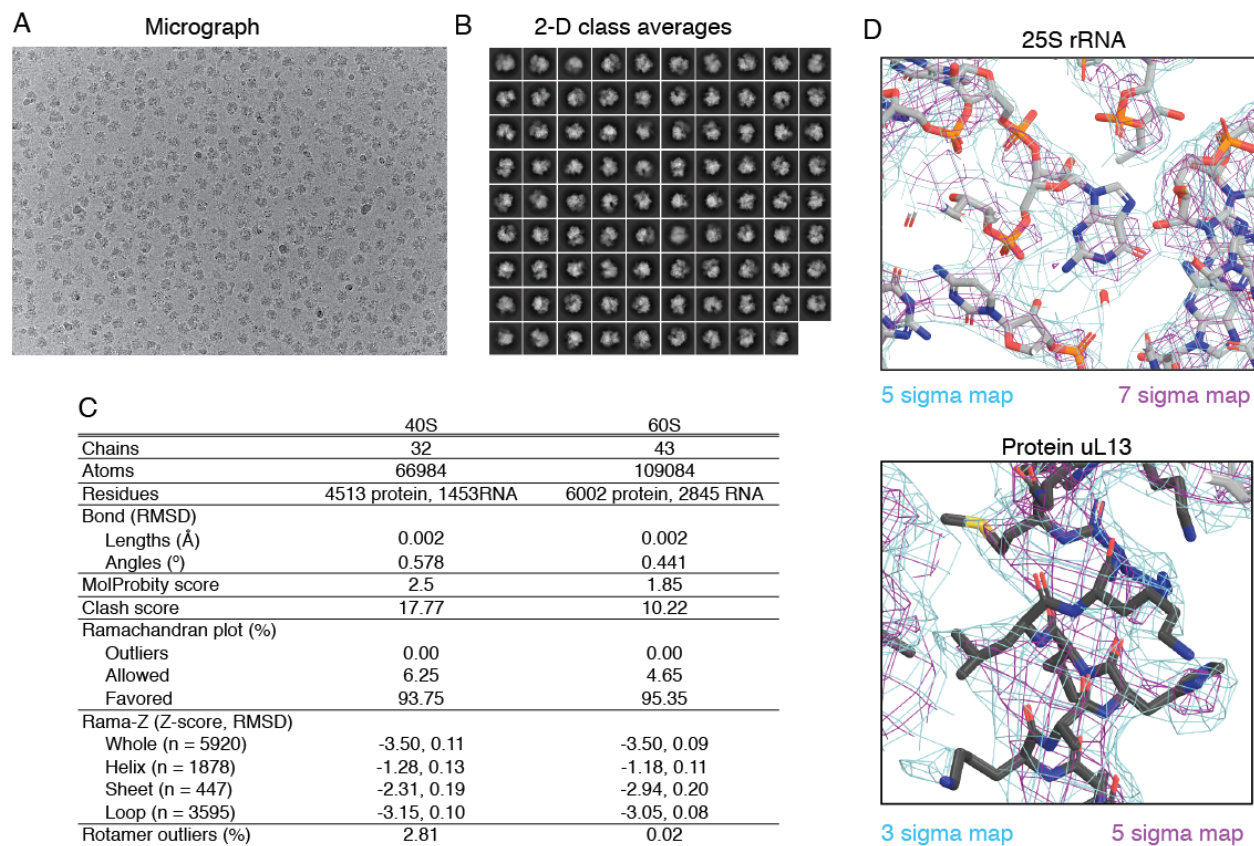 A
Micrograph
B
2-D class averages
C
40S 60S
Chains 32 43
Atoms 66984 109084
Residues 4513 protein, 1453RNA 6002 protein, 2845 RNA
Bond (RMSD)
Lengths (Å) 0.002 0.002
Angles (º) 0.578 0.441
MolProbity score 2.5 1.85
Clash score 17.77 10.22
Ramachandran plot (%)
Outliers 0.00 0.00
Allowed 6.25 4.65
Favored 93.75 95.35
Rama-Z (Z-score, RMSD)
Whole (n = 5920) -3.50, 0.11 -3.50, 0.09
Helix (n = 1878) -1.28, 0.13 -1.18, 0.11
Sheet (n = 447) -2.31, 0.19 -2.94, 0.20
Loop (n = 3595) -3.15, 0.10 -3.05, 0.08
Rotamer outliers (%) 2.81 0.02
D
25S rRNA
5 sigma map 7 sigma map
Protein uL13
3 sigma map 5 sigma map